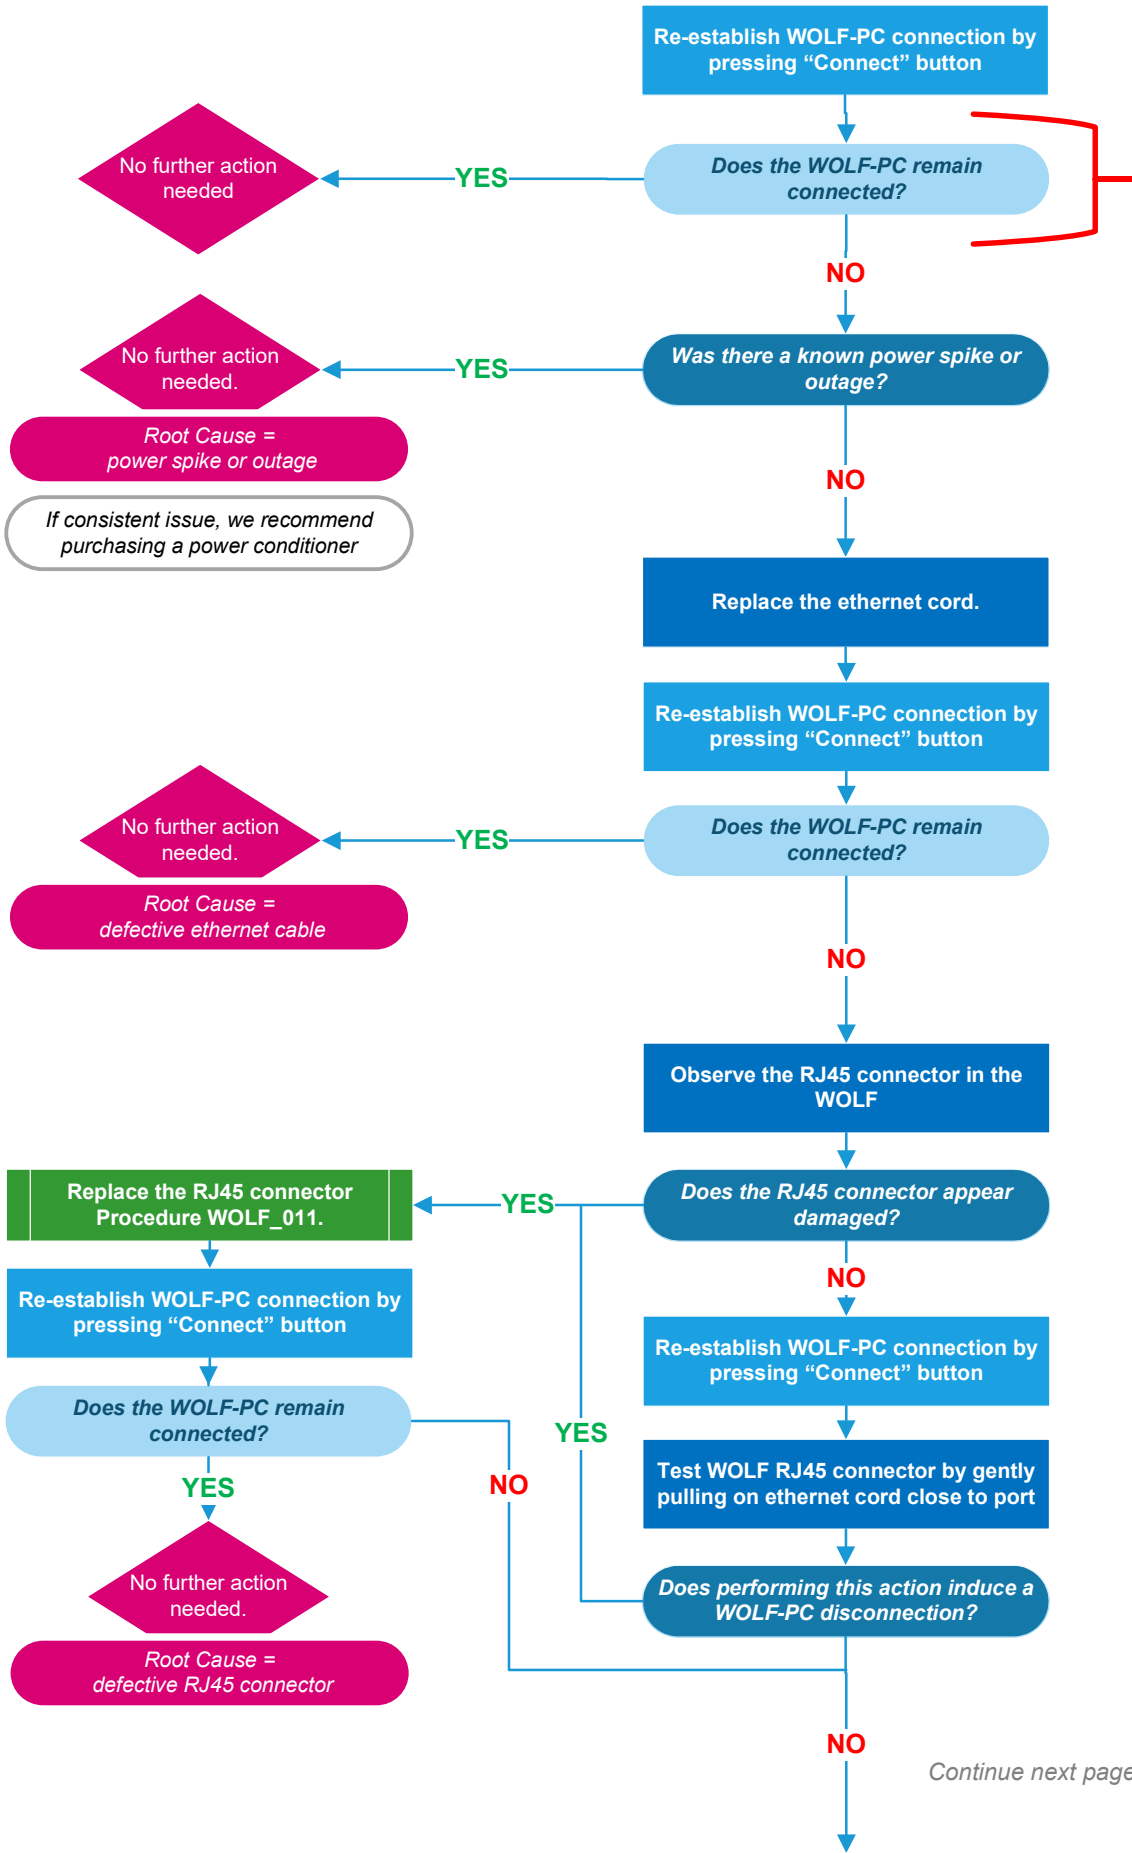 Re-establish WOLF-PC connection by
pressing “Connect” button
No further action
needed
YES
Does the WOLF-PC remain
connected?
NO
No further action
needed.
YES
Was there a known power spike or
outage?
Root Cause =
power spike or outage
NO
If consistent issue, we recommend
purchasing a power conditioner
Replace the ethernet cord.
Re-establish WOLF-PC connection by
pressing “Connect” button
No further action
needed.
YES
Does the WOLF-PC remain
connected?
Root Cause =
defective ethernet cable
NO
Observe the RJ45 connector in the
WOLF
Replace the RJ45 connector
Procedure WOLF_011.
YES
Does the RJ45 connector appear
damaged?
NO
Re-establish WOLF-PC connection by
pressing “Connect” button
Re-establish WOLF-PC connection by
pressing “Connect” button
Does the WOLF-PC remain
connected?
YES
YES
NO
Test WOLF RJ45 connector by gently
pulling on ethernet cord close to port
No further action
needed.
Does performing this action induce a
WOLF-PC disconnection?
Root Cause =
defective RJ45 connector
NO
Continue next page